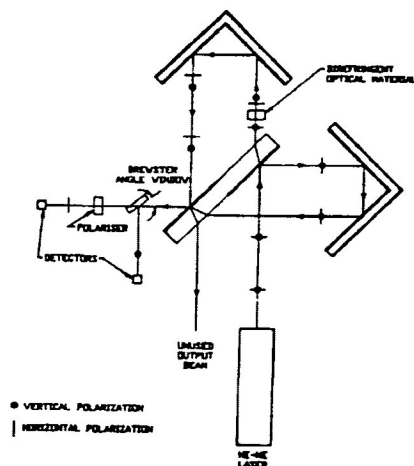 BIREFRINGENT
OPTICAL MATERIAL
BREWSTER
ANGLE WINDOW
POLARISER
DETECTORS
UNUSED
OUTPUT
BEAM
VERTICAL POLARIZATION
HORIZONTAL POLARIZATION
HE-NE
LASER